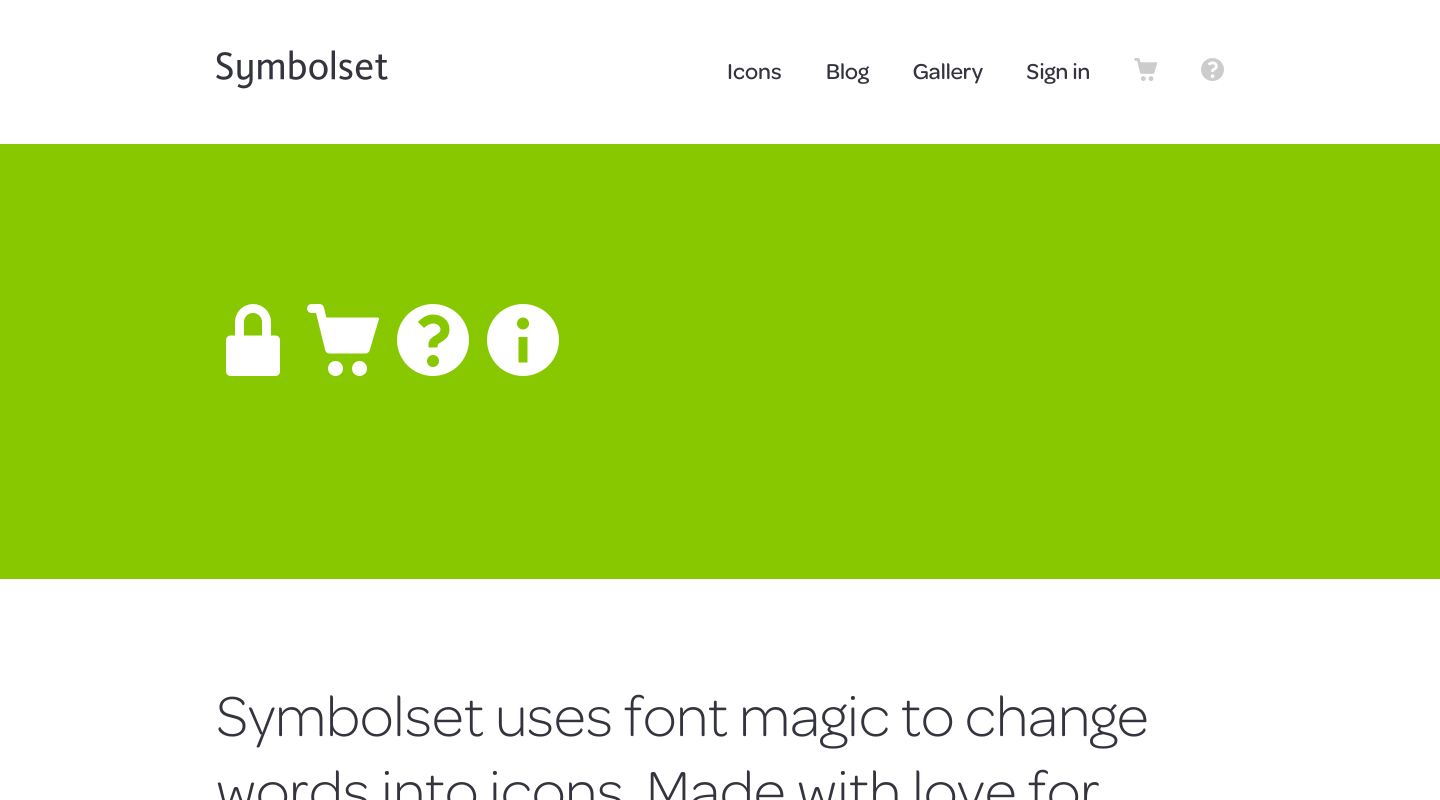 Symbolset
Icons Blog Gallery Sign in
Symbolset uses font magic to change
words into icons. Made with love for